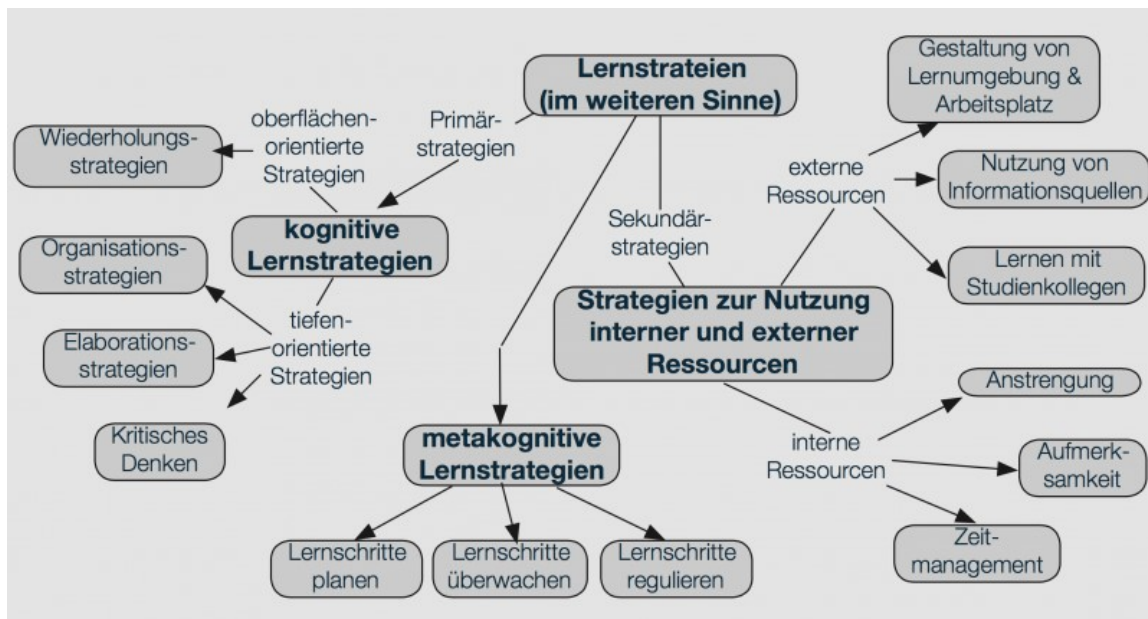 Lernstrateien
(im weiteren Sinne)
Primär-
strategien
oberflächen-
orientierte
Strategien
Wiederholungs-
strategien
kognitive
Lernstrategien
Organisations-
strategien
tiefen-
orientierte
Strategien
Elaborations-
strategien
Kritisches
Denken
metakognitive
Lernstrategien
Lernschritte
planen
Lernschritte
überwachen
Lernschritte
regulieren
Sekundär-
strategien
Strategien zur Nutzung
interner und externer
Ressourcen
externe
Ressourcen
Gestaltung von
Lernumgebung &
Arbeitsplatz
Nutzung von
Informationsquellen
Lernen mit
Studienkollegen
interne
Ressourcen
Anstrengung
Aufmerk-
samkeit
Zeit-
management